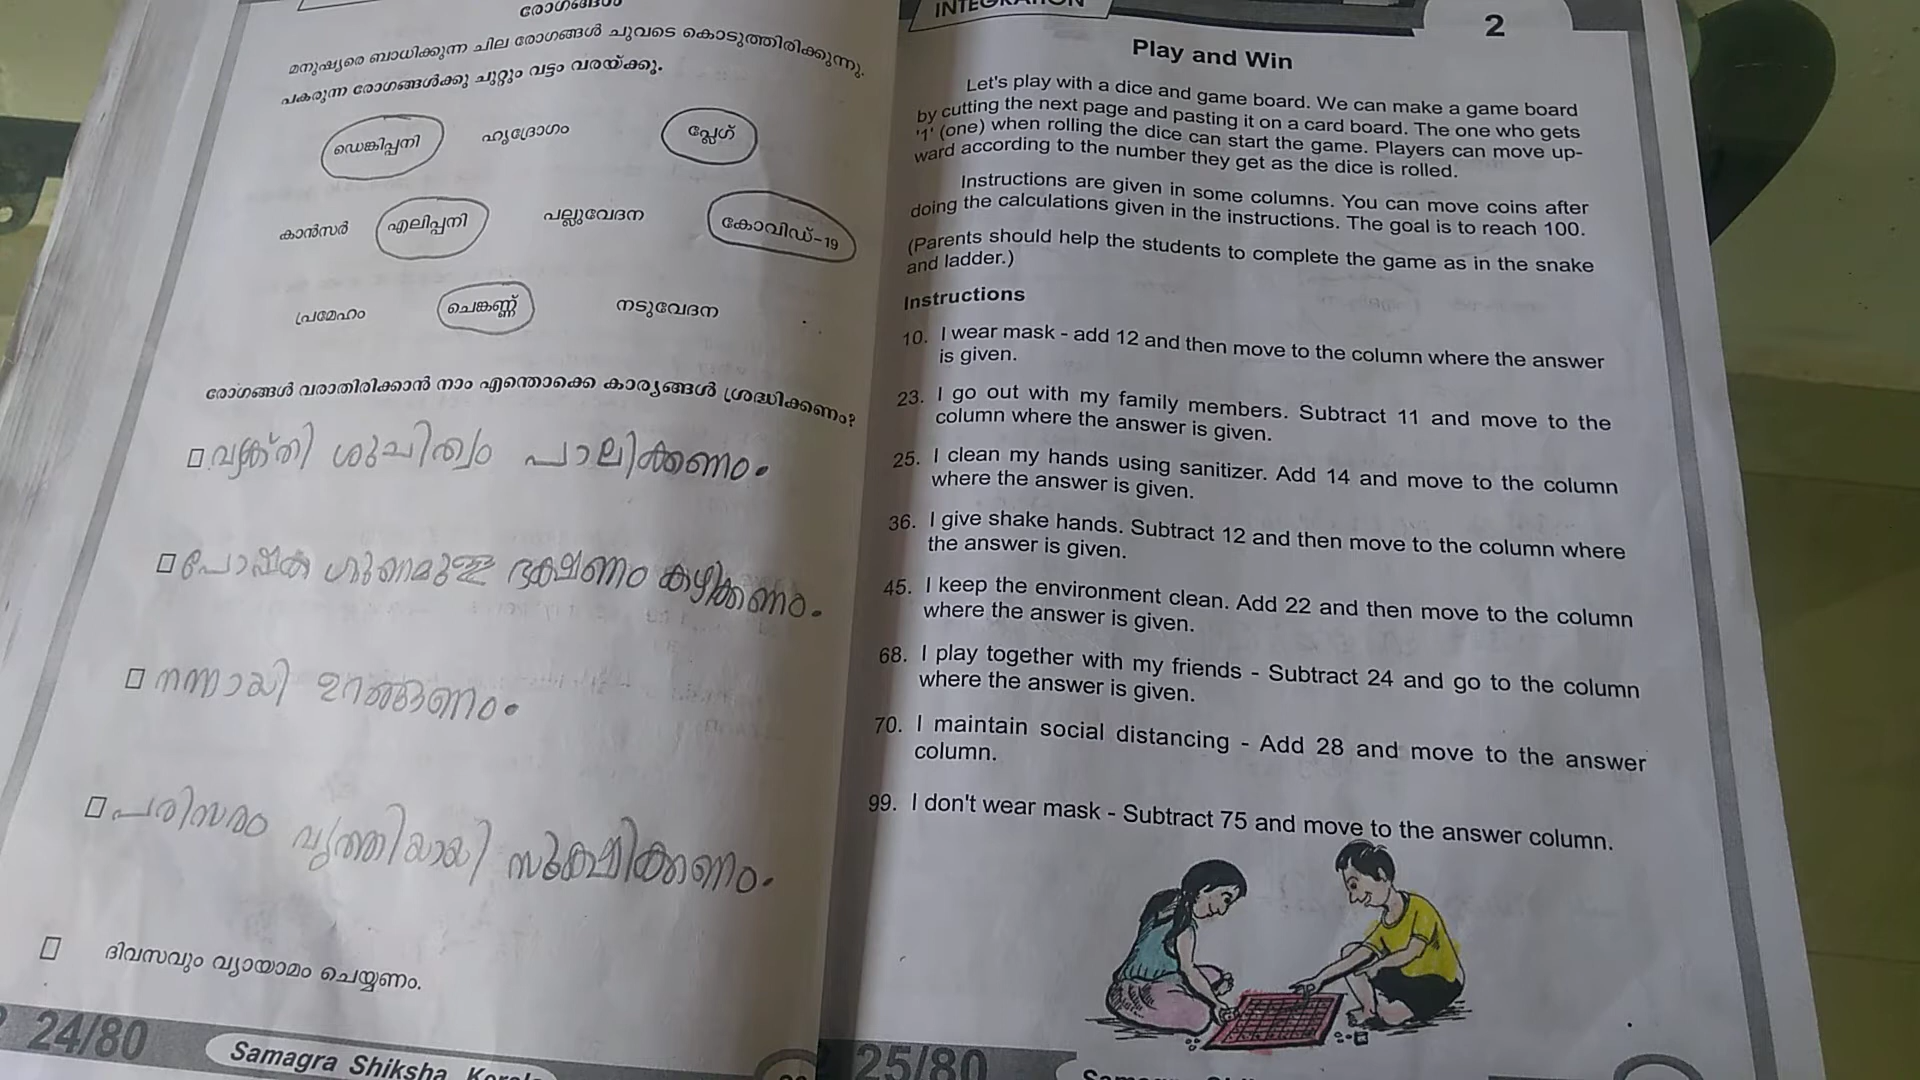 രോഗങ്ങൾ
മനുഷ്യരെ ബാധിക്കുന്ന ചില രോഗങ്ങൾ ചുവടെ കൊടുത്തിരിക്കുന്നു.
പകരുന്ന രോഗങ്ങൾക്കു ചുറ്റും വട്ടം വരയ്ക്കൂ.
ഡെങ്കിപ്പനി ഹൃദ്രോഗം പ്ലേഗ്
കാൻസർ എലിപ്പനി പല്ലുവേദന കോവിഡ്-19
പ്രമേഹം ചെങ്കണ്ണ് നടുവേദന
രോഗങ്ങൾ വരാതിരിക്കാൻ നാം എന്തൊക്കെ കാര്യങ്ങൾ ശ്രദ്ധിക്കണം?
വ്യക്തി ശുചിത്വം പാലിക്കണം.
പോഷക ഗുണമുള്ള ഭക്ഷണം കഴിക്കണം.
നന്നായി ഉറങ്ങണം.
പരിസരം വൃത്തിയായി സൂക്ഷിക്കണം.
ദിവസവും വ്യായാമം ചെയ്യണം.
24/80
Samagra Shiksha
INTEGRATION
2
Play and Win
Let's play with a dice and game board. We can make a game board
by cutting the next page and pasting it on a card board. The one who gets
'1' (one) when rolling the dice can start the game. Players can move up-
ward according to the number they get as the dice is rolled.
Instructions are given in some columns. You can move coins after
doing the calculations given in the instructions. The goal is to reach 100.
(Parents should help the students to complete the game as in the snake
and ladder.)
Instructions
10. I wear mask - add 12 and then move to the column where the answer
is given.
23. I go out with my family members. Subtract 11 and move to the
column where the answer is given.
25. I clean my hands using sanitizer. Add 14 and move to the column
where the answer is given.
36. I give shake hands. Subtract 12 and then move to the column where
the answer is given.
45. I keep the environment clean. Add 22 and then move to the column
where the answer is given.
68. I play together with my friends - Subtract 24 and go to the column
where the answer is given.
70. I maintain social distancing - Add 28 and move to the answer
column.
99. I don't wear mask - Subtract 75 and move to the answer column.
25/80